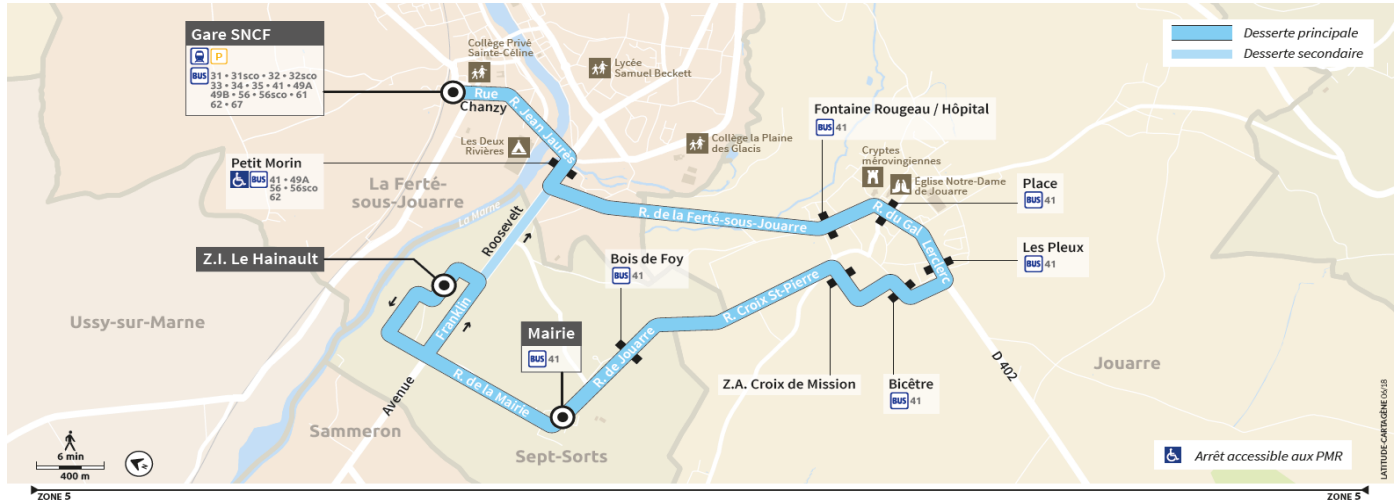 Gare SNCF
P
BUS 31 • 31sco • 32 • 32sco
33 • 34 • 35 • 41 • 49A
49B • 56 • 56sco • 61
62 • 67
Collège Privé
Sainte-Céline
Lycée
Samuel Beckett
Desserte principale
Desserte secondaire
Rue
Chanzy
R. Jean Jaurès
Les Deux
Rivières
Collège la Plaine
des Glacis
Fontaine Rougeau / Hôpital
BUS 41
Cryptes
mérovingiennes
Eglise Notre-Dame
de Jouarre
Place
BUS 41
Petit Morin
BUS 41 • 49A
56 • 56sco
62
La Ferté-
sous-Jouarre
La Marne
R. de la Ferté-sous-Jouarre
R. du Gal
Leclerc
Les Pleux
BUS 41
Z.I. Le Hainault
Roosevelt
Franklin
Avenue
Bois de Foy
BUS 41
R. Croix St-Pierre
Ussy-sur-Marne
Mairie
BUS 41
R. de Jouarre
R. de la Mairie
Z.A. Croix de Mission
Bicêtre
BUS 41
D 402
Jouarre
Sammeron
Sept-Sorts
6 min
400 m
N
Arrêt accessible aux PMR
LATITUDE-CARTAGÈNE 06/18
ZONE 5
ZONE 5